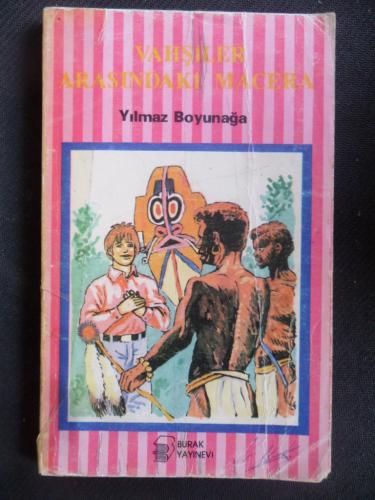 VAHŞİLER
ARASINDAKİ MACERA
Yılmaz Boyunağa
BURAK
YAYINEVİ